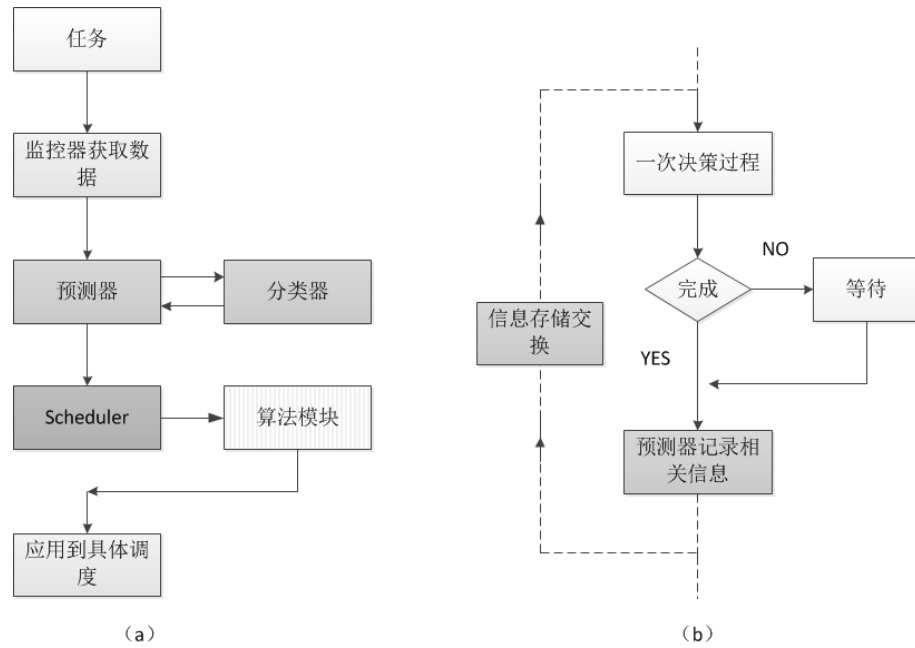 任务
监控器获取数
据
预测器
分类器
Scheduler
算法模块
应用到具体调
度
（a）
一次决策过程
NO
完成
等待
信息存储交
换
YES
预测器记录相
关信息
（b）